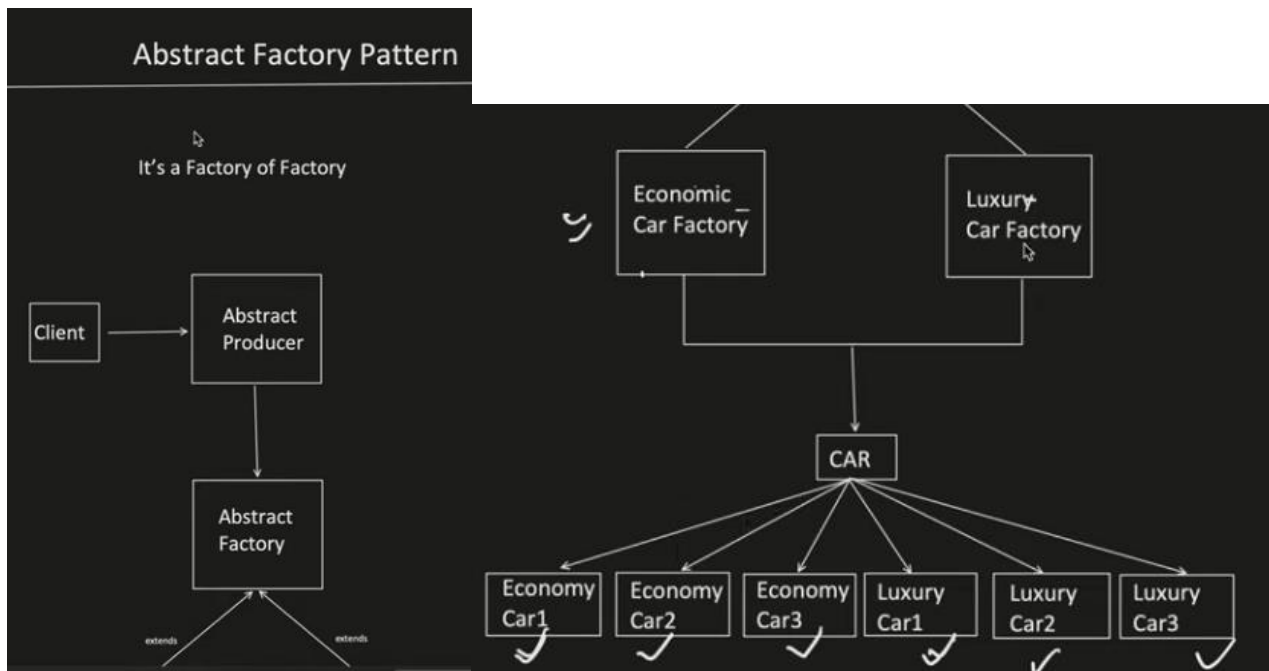 Abstract Factory Pattern
It's a Factory of Factory
Client
Abstract
Producer
Abstract
Factory
extends
extends
Economic
Car Factory
Luxury
Car Factory
CAR
Economy
Car1
Economy
Car2
Economy
Car3
Luxury
Car1
Luxury
Car2
Luxury
Car3